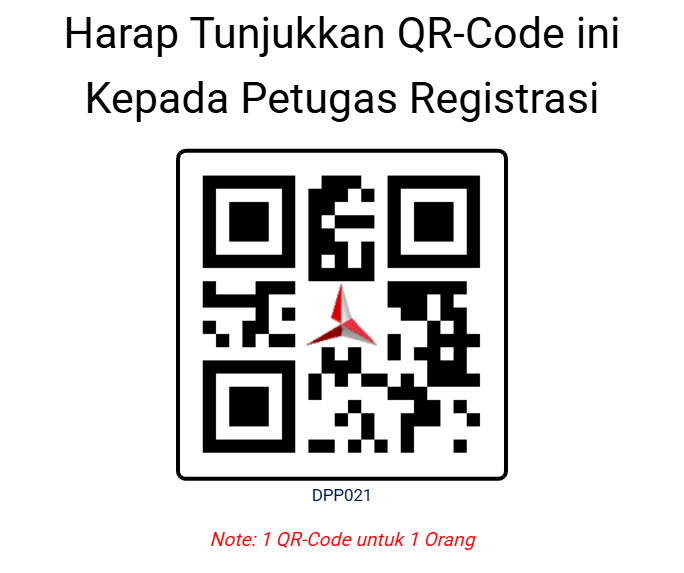 Harap Tunjukkan QR-Code ini
Kepada Petugas Registrasi
DPP021
Note: 1 QR-Code untuk 1 Orang